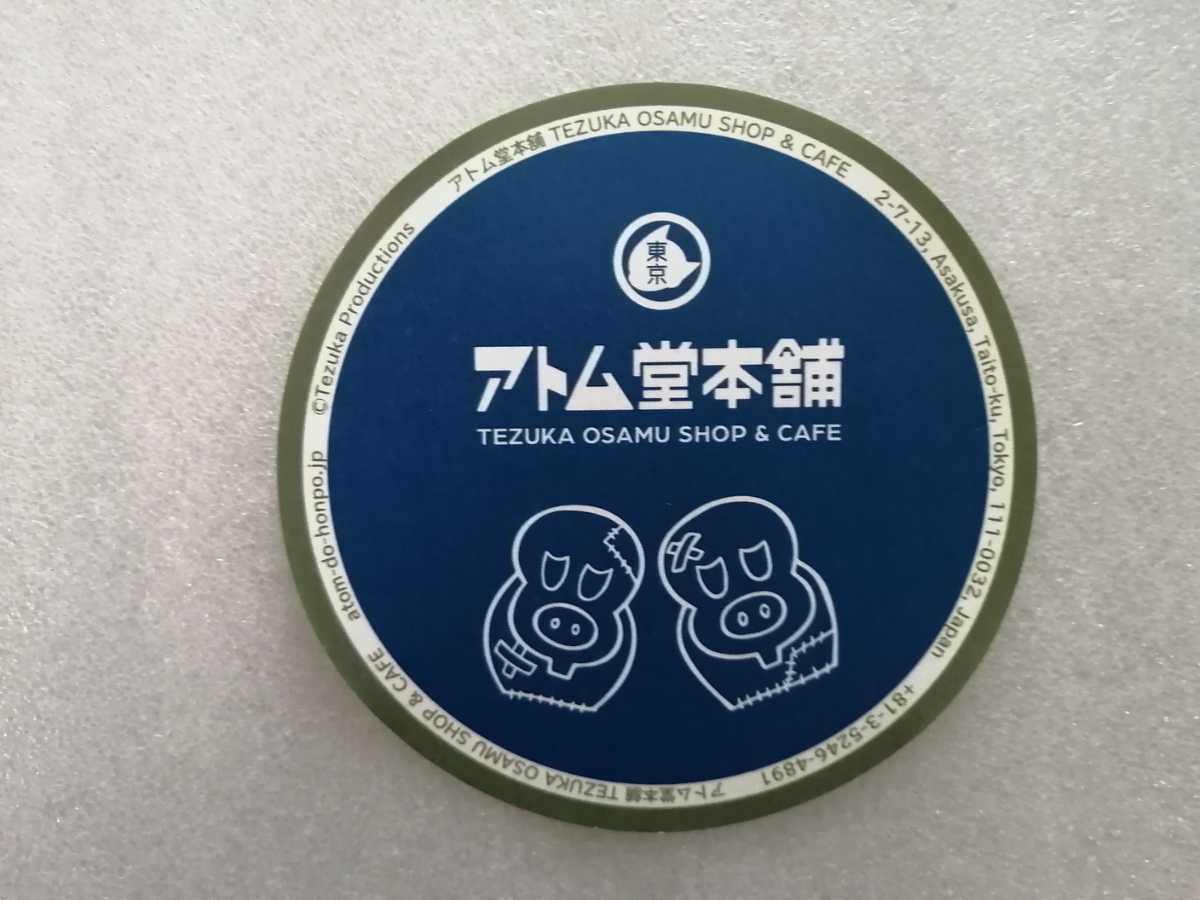 東京
アトム堂本舗
TEZUKA OSAMU SHOP & CAFE
アトム堂本舗 TEZUKA OSAMU SHOP & CAFE
2-7-13, Asakusa, Taito-ku, Tokyo, 111-0032, Japan
+81-3-5246-4891
アトム堂本舗 TEZUKA OSAMU SHOP & CAFE
atom-do-honpo.jp
©Tezuka Productions